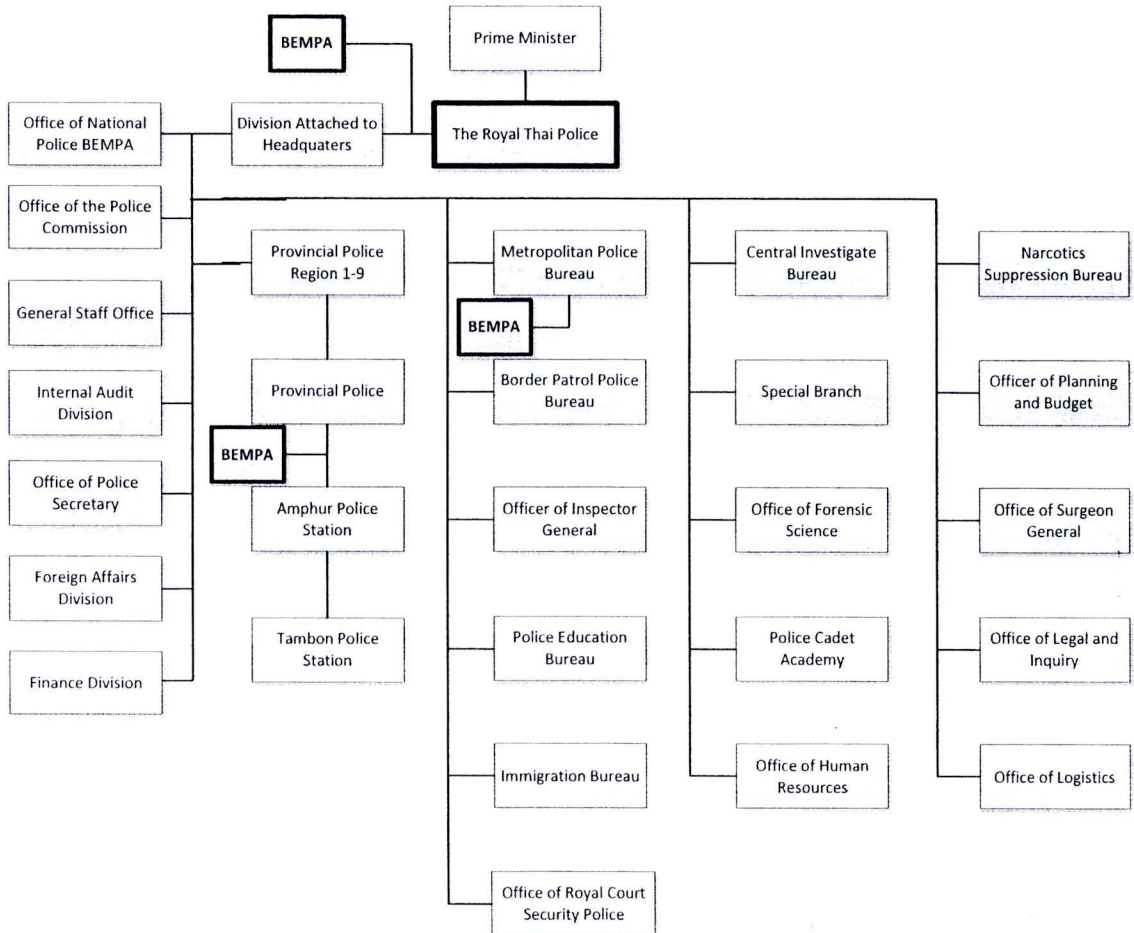 BEMPA
Prime Minister
Office of National
Police BEMPA
Division Attached to
Headquaters
The Royal Thai Police
Office of the Police
Commission
Provincial Police
Region 1-9
Metropolitan Police
Bureau
Central Investigate
Bureau
Narcotics
Suppression Bureau
General Staff Office
BEMPA
Internal Audit
Division
Provincial Police
Border Patrol Police
Bureau
Special Branch
Officer of Planning
and Budget
BEMPA
Office of Police
Secretary
Amphur Police
Station
Officer of Inspector
General
Office of Forensic
Science
Office of Surgeon
General
Foreign Affairs
Division
Tambon Police
Station
Police Education
Bureau
Police Cadet
Academy
Office of Legal and
Inquiry
Finance Division
Immigration Bureau
Office of Human
Resources
Office of Logistics
Office of Royal Court
Security Police